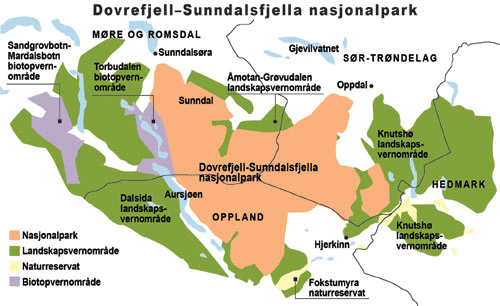 Dovrefjell–Sunndalsfjella nasjonalpark
MØRE OG ROMSDAL
Sandgrovbotn-
Mardalsbotn
biotopvern-
område
Sunndalsøra
Gjevilvatnet
SØR-TRØNDELAG
Torbudalen
biotopvern-
område
Åmotan-Grøvudalen
landskapsvernområde
Oppdal
Sunndal
Knutshø
landskaps-
vernområde
Dovrefjell-Sunndalsfjella
nasjonalpark
HEDMARK
Aursjøen
Dalsida
landskaps-
vernområde
OPPLAND
Knutshø
landskaps-
vernområde
Hjerkinn
Fokstumyra
naturreservat
Nasjonalpark
Landskapsvernområde
Naturreservat
Biotopvernområde